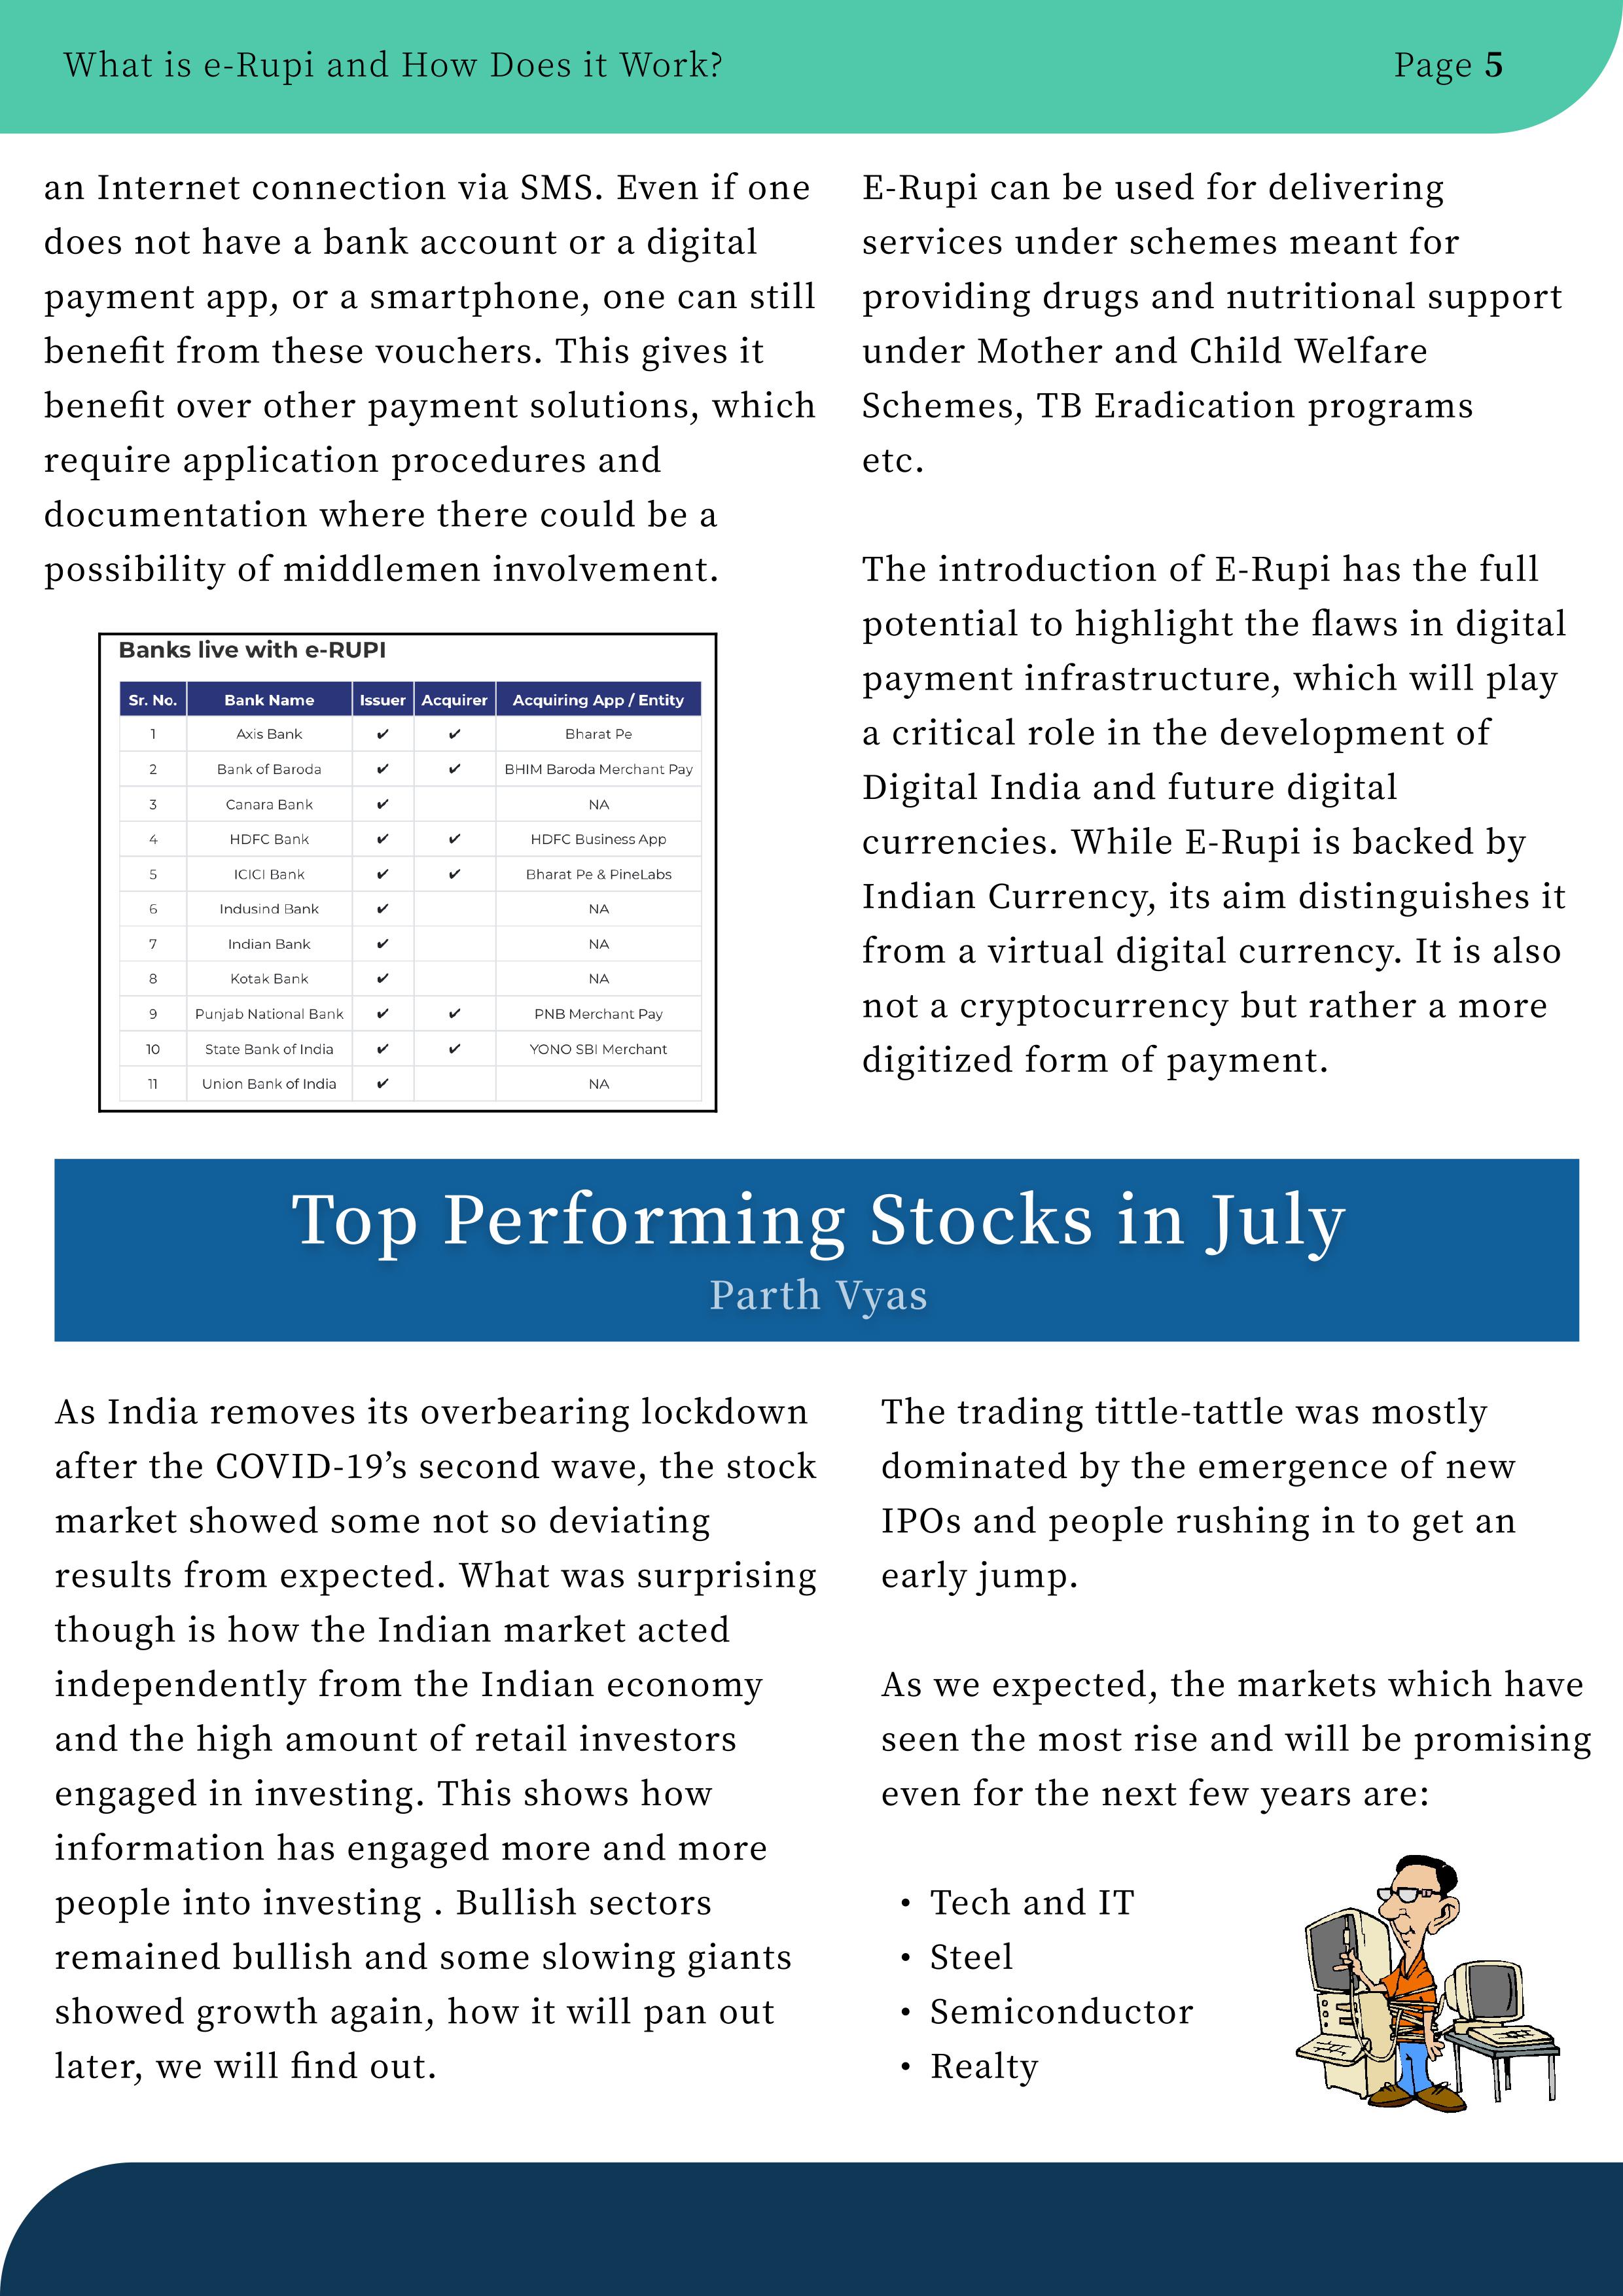 What is e-Rupi and How Does it Work?
Page 5
an Internet connection via SMS. Even if one
does not have a bank account or a digital
payment app, or a smartphone, one can still
benefit from these vouchers. This gives it
benefit over other payment solutions, which
require application procedures and
documentation where there could be a
possibility of middlemen involvement.
Banks live with e-RUPI
Sr. No. Bank Name Issuer Acquirer Acquiring App / Entity
1 Axis Bank ✔ ✔ Bharat Pe
2 Bank of Baroda ✔ ✔ BHIM Baroda Merchant Pay
3 Canara Bank ✔ NA
4 HDFC Bank ✔ ✔ HDFC Business App
5 ICICI Bank ✔ ✔ Bharat Pe & PineLabs
6 Indusind Bank ✔ NA
7 Indian Bank ✔ NA
8 Kotak Bank ✔ NA
9 Punjab National Bank ✔ ✔ PNB Merchant Pay
10 State Bank of India ✔ ✔ YONO SBI Merchant
11 Union Bank of India ✔ NA
E-Rupi can be used for delivering
services under schemes meant for
providing drugs and nutritional support
under Mother and Child Welfare
Schemes, TB Eradication programs
etc.
The introduction of E-Rupi has the full
potential to highlight the flaws in digital
payment infrastructure, which will play
a critical role in the development of
Digital India and future digital
currencies. While E-Rupi is backed by
Indian Currency, its aim distinguishes it
from a virtual digital currency. It is also
not a cryptocurrency but rather a more
digitized form of payment.
Top Performing Stocks in July
Parth Vyas
As India removes its overbearing lockdown
after the COVID-19’s second wave, the stock
market showed some not so deviating
results from expected. What was surprising
though is how the Indian market acted
independently from the Indian economy
and the high amount of retail investors
engaged in investing. This shows how
information has engaged more and more
people into investing . Bullish sectors
remained bullish and some slowing giants
showed growth again, how it will pan out
later, we will find out.
The trading tittle-tattle was mostly
dominated by the emergence of new
IPOs and people rushing in to get an
early jump.
As we expected, the markets which have
seen the most rise and will be promising
even for the next few years are:
• Tech and IT
• Steel
• Semiconductor
• Realty